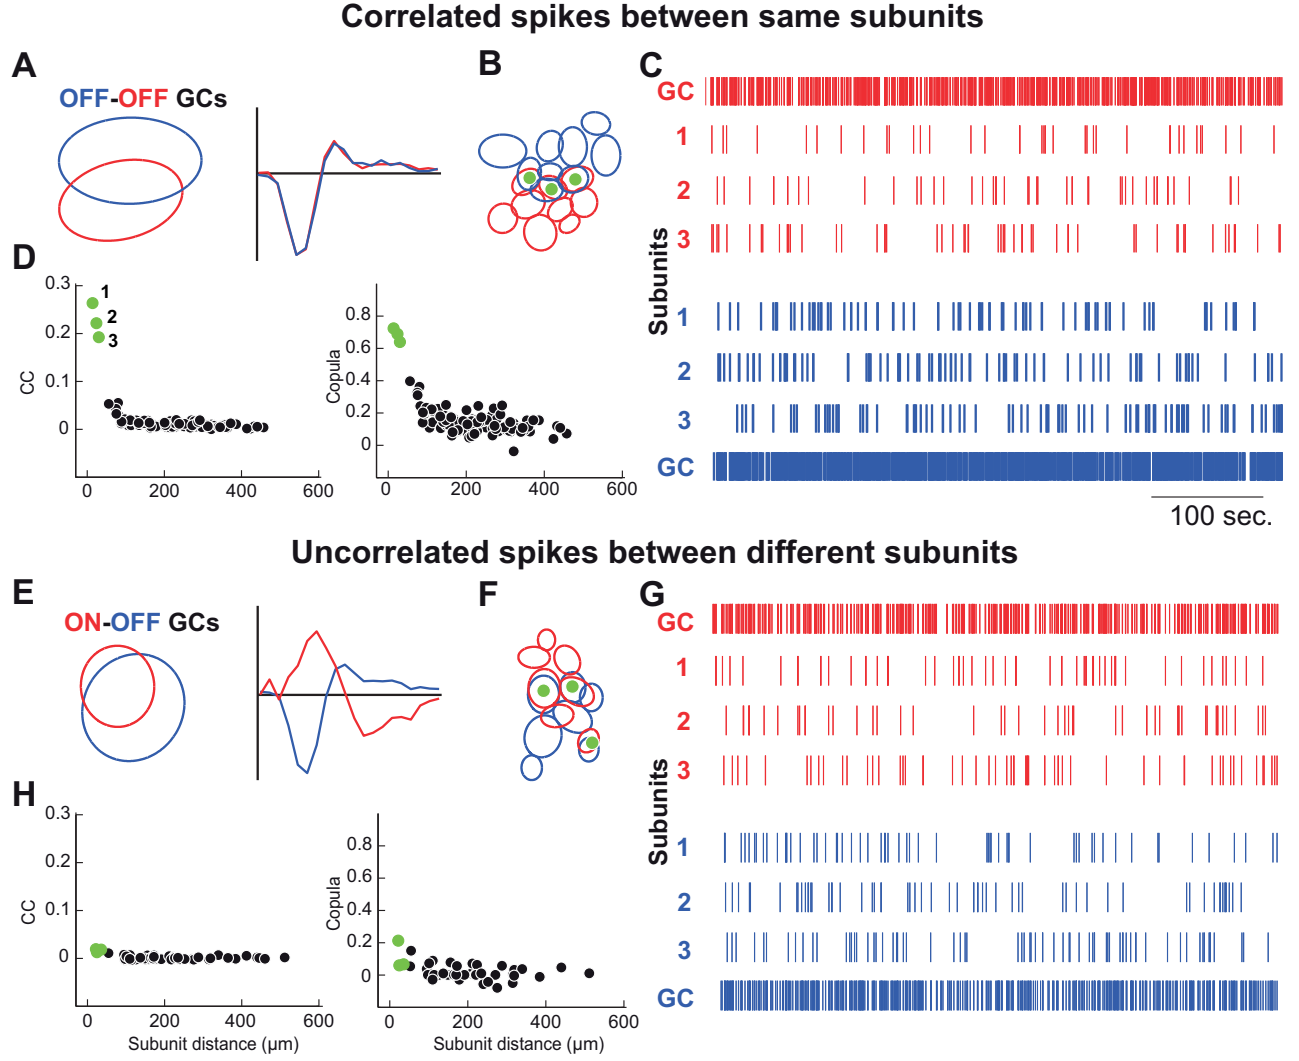 Correlated spikes between same subunits
A
OFF-OFF GCs
B
C
GC
1
2
3
Subunits
1
2
3
GC
100 sec.
D
0.3
0.2
0.1
0
CC
1
2
3
0
200
400
600
0.8
0.6
0.4
0.2
0
Copula
0
200
400
600
Uncorrelated spikes between different subunits
E
ON-OFF GCs
F
G
GC
1
2
3
Subunits
1
2
3
GC
H
0.3
0.2
0.1
0
CC
0
200
400
600
Subunit distance (μm)
0.8
0.6
0.4
0.2
0
Copula
0
200
400
600
Subunit distance (μm)